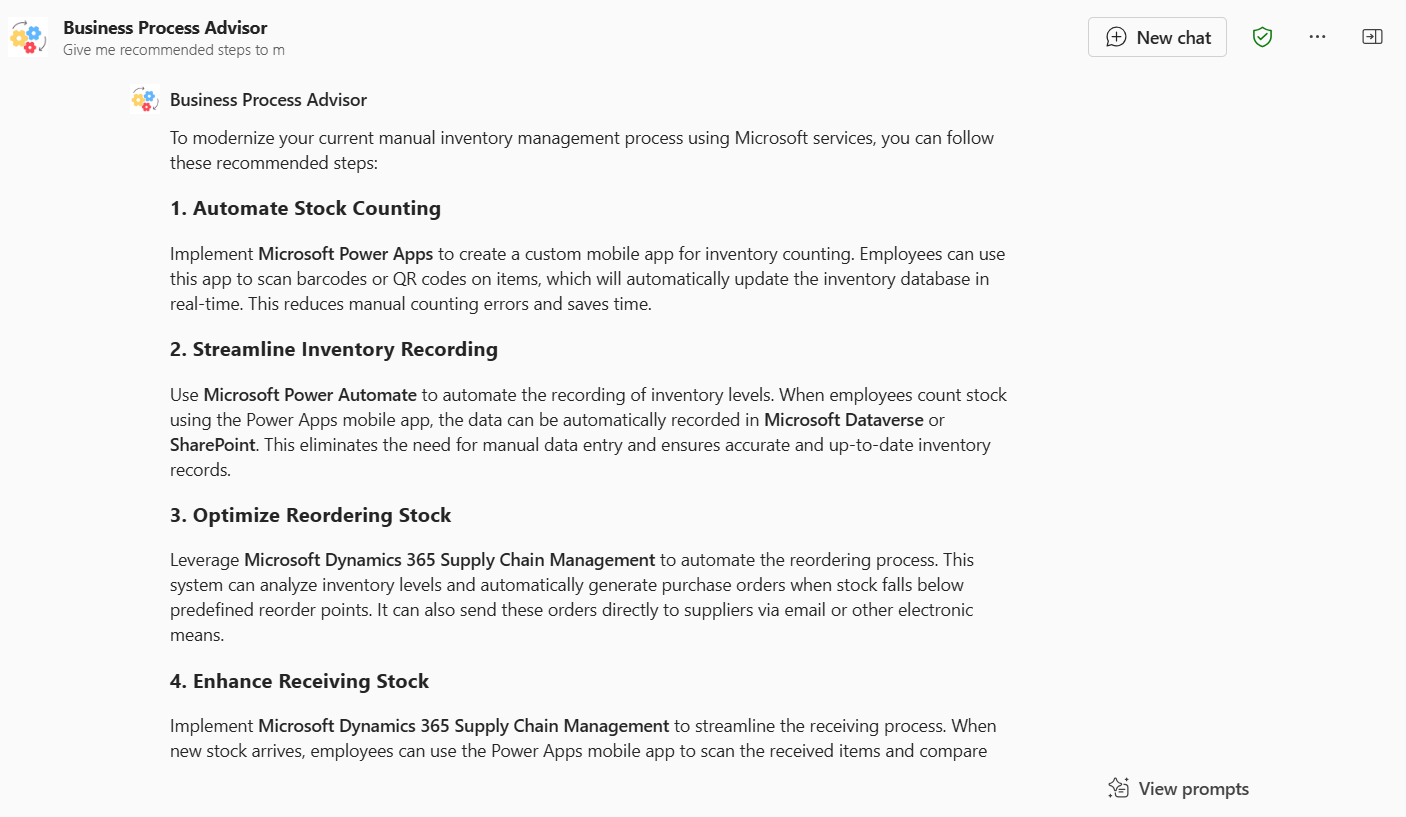 Business Process Advisor
Give me recommended steps to m
New chat
Business Process Advisor
To modernize your current manual inventory management process using Microsoft services, you can follow
these recommended steps:
1. Automate Stock Counting
Implement Microsoft Power Apps to create a custom mobile app for inventory counting. Employees can use
this app to scan barcodes or QR codes on items, which will automatically update the inventory database in
real-time. This reduces manual counting errors and saves time.
2. Streamline Inventory Recording
Use Microsoft Power Automate to automate the recording of inventory levels. When employees count stock
using the Power Apps mobile app, the data can be automatically recorded in Microsoft Dataverse or
SharePoint. This eliminates the need for manual data entry and ensures accurate and up-to-date inventory
records.
3. Optimize Reordering Stock
Leverage Microsoft Dynamics 365 Supply Chain Management to automate the reordering process. This
system can analyze inventory levels and automatically generate purchase orders when stock falls below
predefined reorder points. It can also send these orders directly to suppliers via email or other electronic
means.
4. Enhance Receiving Stock
Implement Microsoft Dynamics 365 Supply Chain Management to streamline the receiving process. When
new stock arrives, employees can use the Power Apps mobile app to scan the received items and compare
View prompts